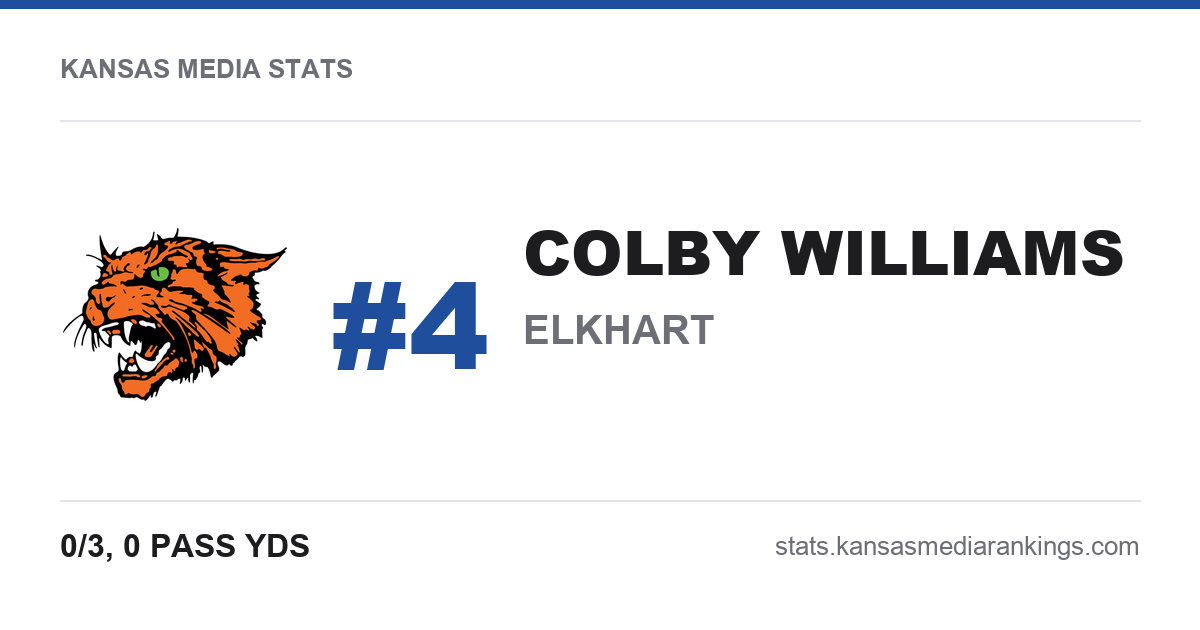 KANSAS MEDIA STATS
#4
COLBY WILLIAMS
ELKHART
0/3, 0 PASS YDS
stats.kansasmediarankings.com